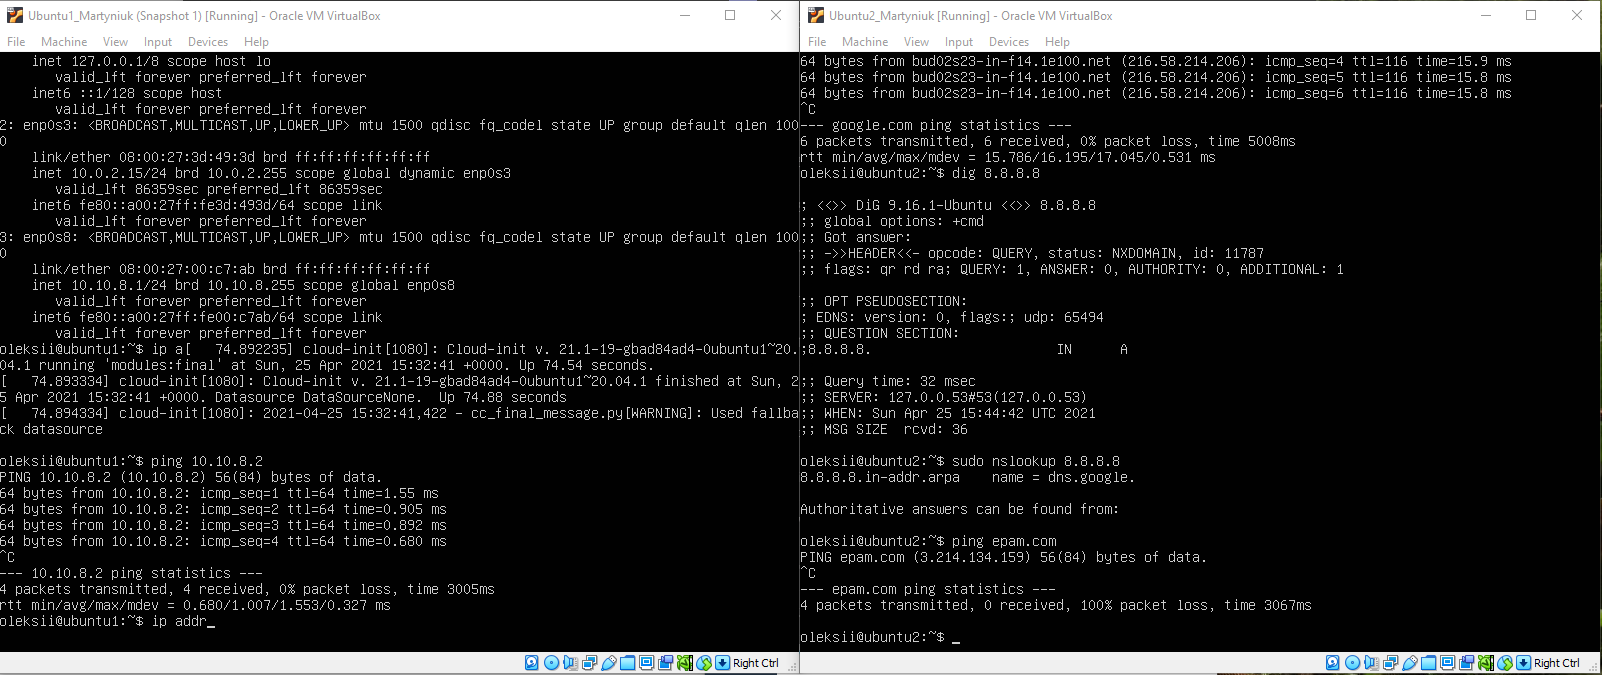 Ubuntu1_Martyniuk (Snapshot 1) [Running] - Oracle VM VirtualBox
File Machine View Input Devices Help
    inet 127.0.0.1/8 scope host lo
       valid_lft forever preferred_lft forever
    inet6 ::1/128 scope host
       valid_lft forever preferred_lft forever
2: enp0s3: <BROADCAST,MULTICAST,UP,LOWER_UP> mtu 1500 qdisc fq_codel state UP group default qlen 100
0
    link/ether 08:00:27:3d:49:3d brd ff:ff:ff:ff:ff:ff
    inet 10.0.2.15/24 brd 10.0.2.255 scope global dynamic enp0s3
       valid_lft 86359sec preferred_lft 86359sec
    inet6 fe80::a00:27ff:fe3d:493d/64 scope link
       valid_lft forever preferred_lft forever
3: enp0s8: <BROADCAST,MULTICAST,UP,LOWER_UP> mtu 1500 qdisc fq_codel state UP group default qlen 100
0
    link/ether 08:00:27:00:c7:ab brd ff:ff:ff:ff:ff:ff
    inet 10.10.8.1/24 brd 10.10.8.255 scope global enp0s8
       valid_lft forever preferred_lft forever
    inet6 fe80::a00:27ff:fe00:c7ab/64 scope link
       valid_lft forever preferred_lft forever
oleksii@ubuntu1:~$ ip a[   74.892235] cloud-init[1080]: Cloud-init v. 21.1-19-gbad84ad4-0ubuntu1~20.
04.1 running 'modules:final' at Sun, 25 Apr 2021 15:32:41 +0000. Up 74.54 seconds.
[   74.893334] cloud-init[1080]: Cloud-init v. 21.1-19-gbad84ad4-0ubuntu1~20.04.1 finished at Sun, 2
5 Apr 2021 15:32:41 +0000. Datasource DataSourceNone.  Up 74.88 seconds
[   74.894334] cloud-init[1080]: 2021-04-25 15:32:41,422 - cc_final_message.py[WARNING]: Used fallba
ck datasource
oleksii@ubuntu1:~$ ping 10.10.8.2
PING 10.10.8.2 (10.10.8.2) 56(84) bytes of data.
64 bytes from 10.10.8.2: icmp_seq=1 ttl=64 time=1.55 ms
64 bytes from 10.10.8.2: icmp_seq=2 ttl=64 time=0.905 ms
64 bytes from 10.10.8.2: icmp_seq=3 ttl=64 time=0.892 ms
64 bytes from 10.10.8.2: icmp_seq=4 ttl=64 time=0.680 ms
^C
--- 10.10.8.2 ping statistics ---
4 packets transmitted, 4 received, 0% packet loss, time 3005ms
rtt min/avg/max/mdev = 0.680/1.007/1.553/0.327 ms
oleksii@ubuntu1:~$ ip addr_
Right Ctrl
Ubuntu2_Martyniuk [Running] - Oracle VM VirtualBox
File Machine View Input Devices Help
64 bytes from bud02s23-in-f14.1e100.net (216.58.214.206): icmp_seq=4 ttl=116 time=15.9 ms
64 bytes from bud02s23-in-f14.1e100.net (216.58.214.206): icmp_seq=5 ttl=116 time=15.8 ms
64 bytes from bud02s23-in-f14.1e100.net (216.58.214.206): icmp_seq=6 ttl=116 time=15.8 ms
^C
--- google.com ping statistics ---
6 packets transmitted, 6 received, 0% packet loss, time 5008ms
rtt min/avg/max/mdev = 15.786/16.195/17.045/0.531 ms
oleksii@ubuntu2:~$ dig 8.8.8.8
; <<>> DiG 9.16.1-Ubuntu <<>> 8.8.8.8
;; global options: +cmd
;; Got answer:
;; ->>HEADER<<- opcode: QUERY, status: NXDOMAIN, id: 11787
;; flags: qr rd ra; QUERY: 1, ANSWER: 0, AUTHORITY: 0, ADDITIONAL: 1
;; OPT PSEUDOSECTION:
; EDNS: version: 0, flags:; udp: 65494
;; QUESTION SECTION:
;8.8.8.8.                       IN      A
;; Query time: 32 msec
;; SERVER: 127.0.0.53#53(127.0.0.53)
;; WHEN: Sun Apr 25 15:44:42 UTC 2021
;; MSG SIZE  rcvd: 36
oleksii@ubuntu2:~$ sudo nslookup 8.8.8.8
8.8.8.8.in-addr.arpa    name = dns.google.
Authoritative answers can be found from:
oleksii@ubuntu2:~$ ping epam.com
PING epam.com (3.214.134.159) 56(84) bytes of data.
^C
--- epam.com ping statistics ---
4 packets transmitted, 0 received, 100% packet loss, time 3067ms
oleksii@ubuntu2:~$ _
Right Ctrl